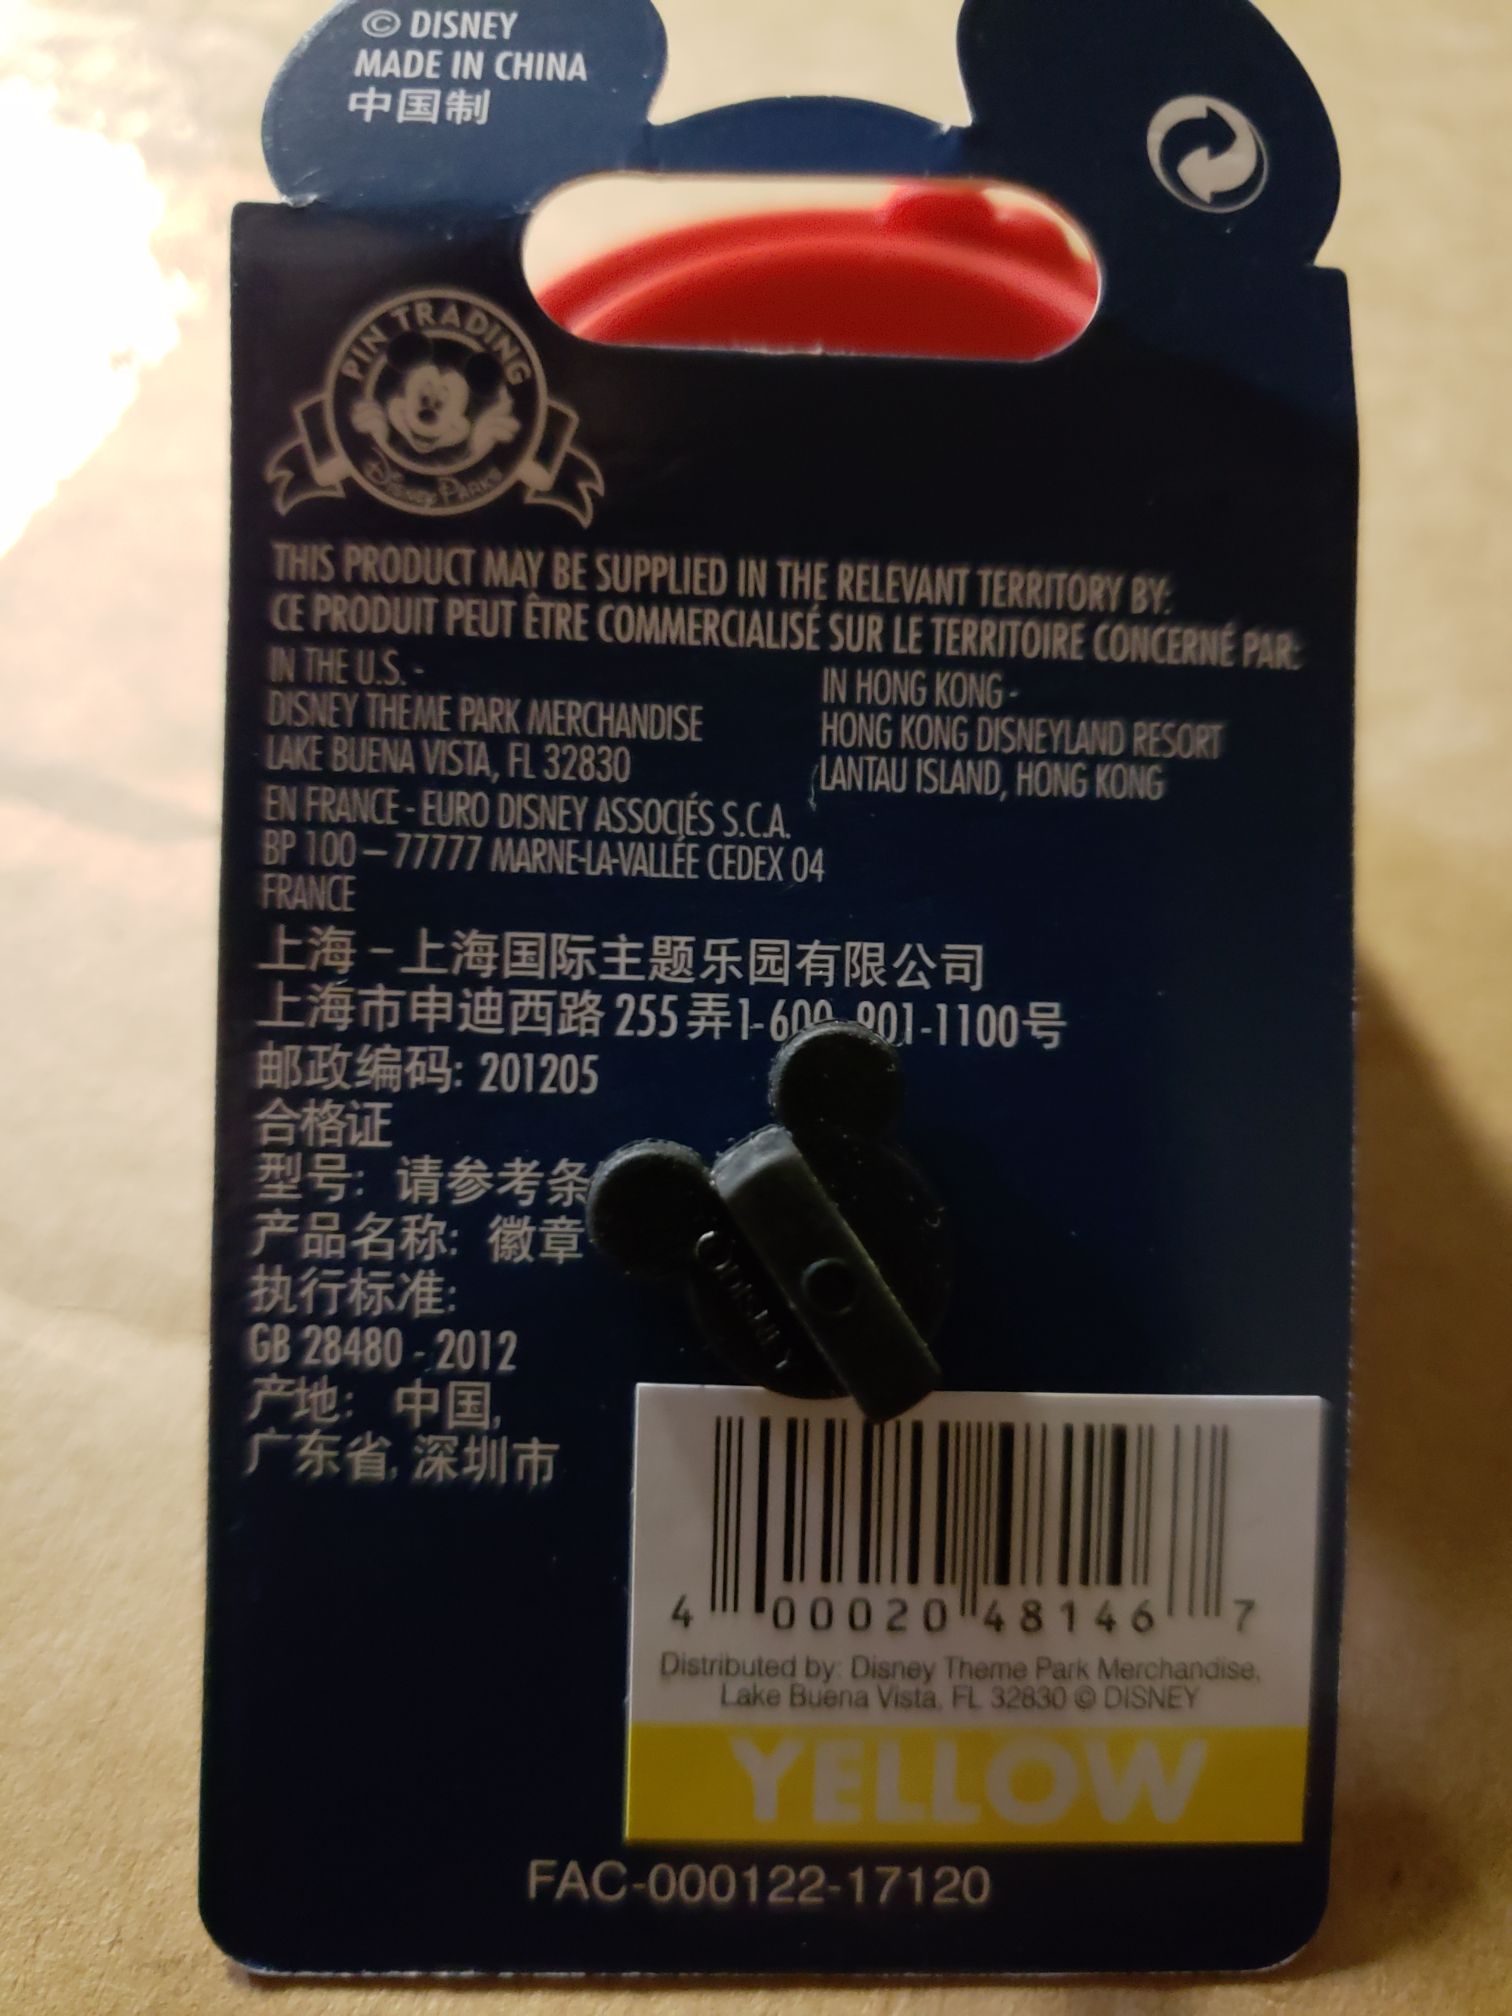 © DISNEY
MADE IN CHINA
中国制
PIN TRADING
DISNEY PARKS
THIS PRODUCT MAY BE SUPPLIED IN THE RELEVANT TERRITORY BY:
CE PRODUIT PEUT ÊTRE COMMERCIALISÉ SUR LE TERRITOIRE CONCERNÉ PAR:
IN THE U.S. -
DISNEY THEME PARK MERCHANDISE
LAKE BUENA VISTA, FL 32830
IN HONG KONG -
HONG KONG DISNEYLAND RESORT
LANTAU ISLAND, HONG KONG
EN FRANCE - EURO DISNEY ASSOCIÉS S.C.A.
BP 100 – 77777 MARNE-LA-VALLÉE CEDEX 04
FRANCE
上海 - 上海国际主题乐园有限公司
上海市申迪西路 255 弄1-600 901-1100号
邮政编码: 201205
合格证
型号: 请参考条
产品名称: 徽章
执行标准:
GB 28480 - 2012
产地: 中国,
广东省, 深圳市
©DISNEY
4 00020 48146 7
Distributed by: Disney Theme Park Merchandise,
Lake Buena Vista, FL 32830 © DISNEY
YELLOW
FAC-000122-17120